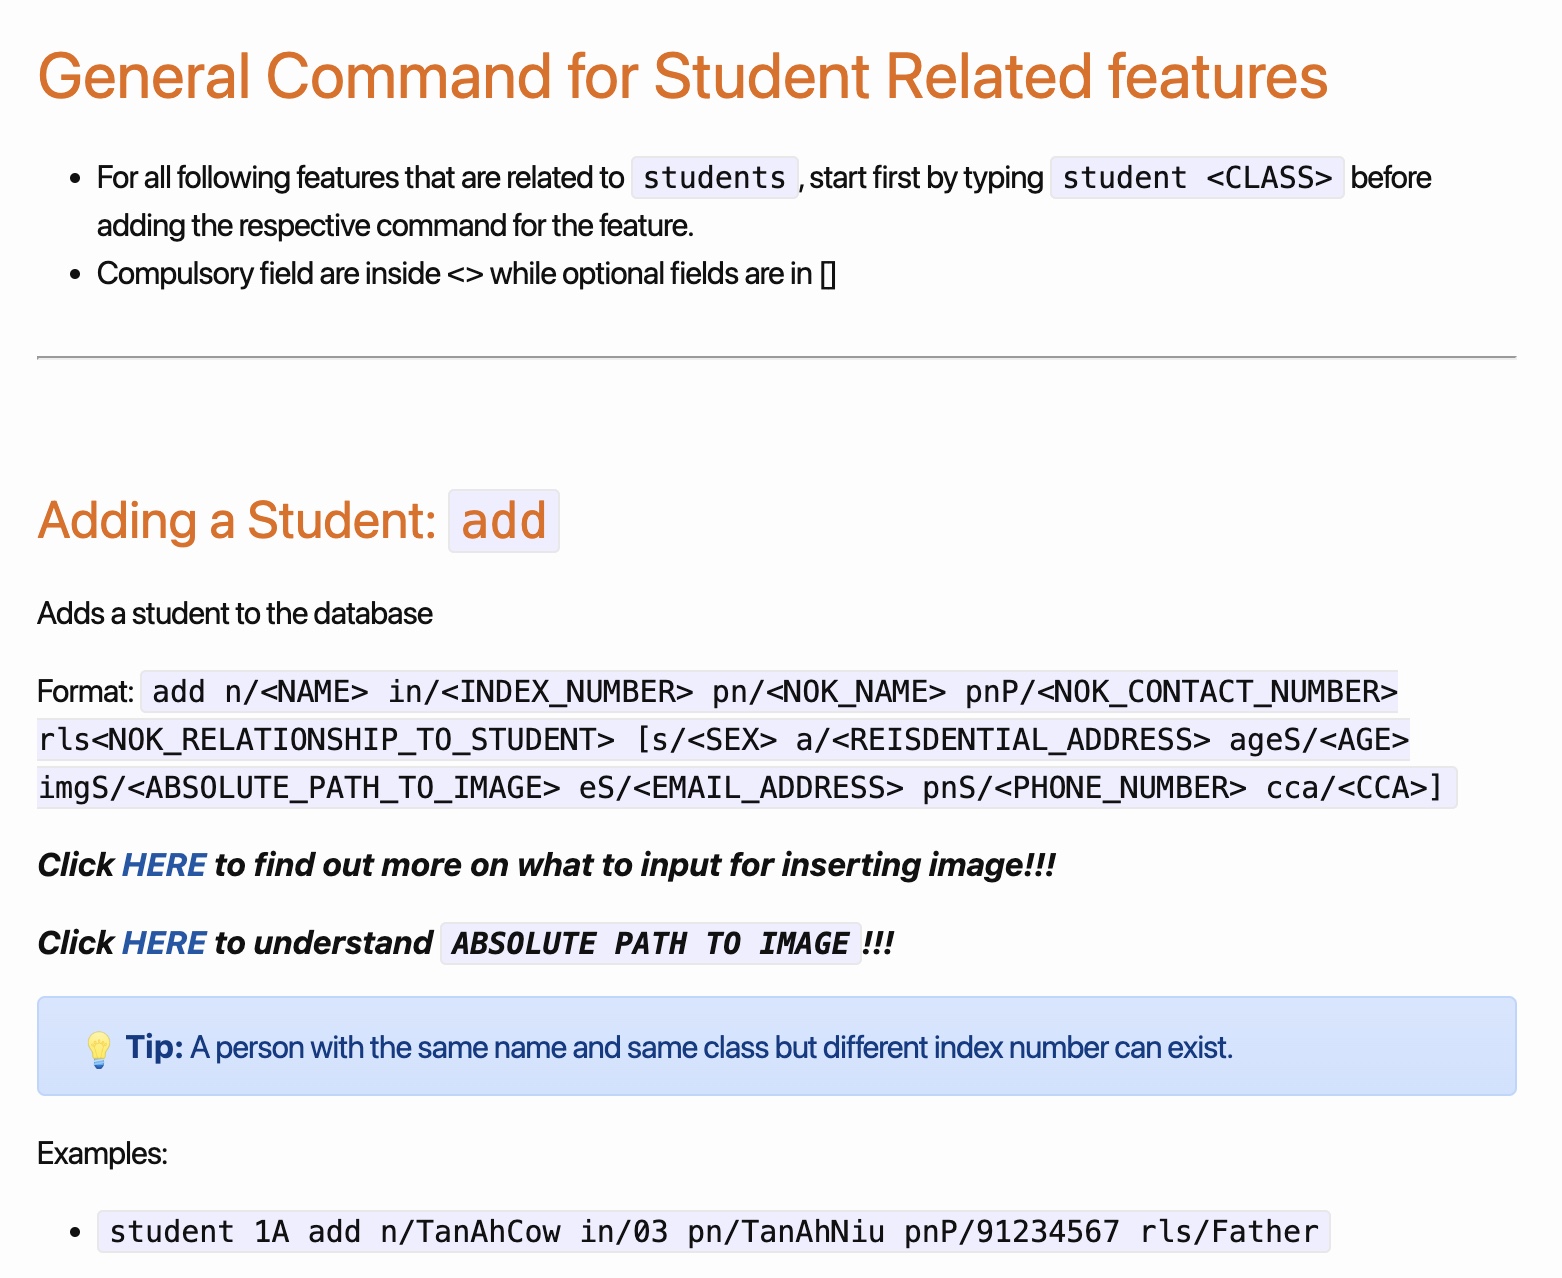 General Command for Student Related features
• For all following features that are related to students, start first by typing student <CLASS> before
adding the respective command for the feature.
• Compulsory field are inside <> while optional fields are in []
Adding a Student: add
Adds a student to the database
Format: add n/<NAME> in/<INDEX_NUMBER> pn/<NOK_NAME> pnP/<NOK_CONTACT_NUMBER>
rls<NOK_RELATIONSHIP_TO_STUDENT> [s/<SEX> a/<REISDENTIAL_ADDRESS> ageS/<AGE>
imgS/<ABSOLUTE_PATH_TO_IMAGE> eS/<EMAIL_ADDRESS> pnS/<PHONE_NUMBER> cca/<CCA>]
Click HERE to find out more on what to input for inserting image!!!
Click HERE to understand ABSOLUTE PATH TO IMAGE!!!
💡 Tip: A person with the same name and same class but different index number can exist.
Examples:
• student 1A add n/TanAhCow in/03 pn/TanAhNiu pnP/91234567 rls/Father